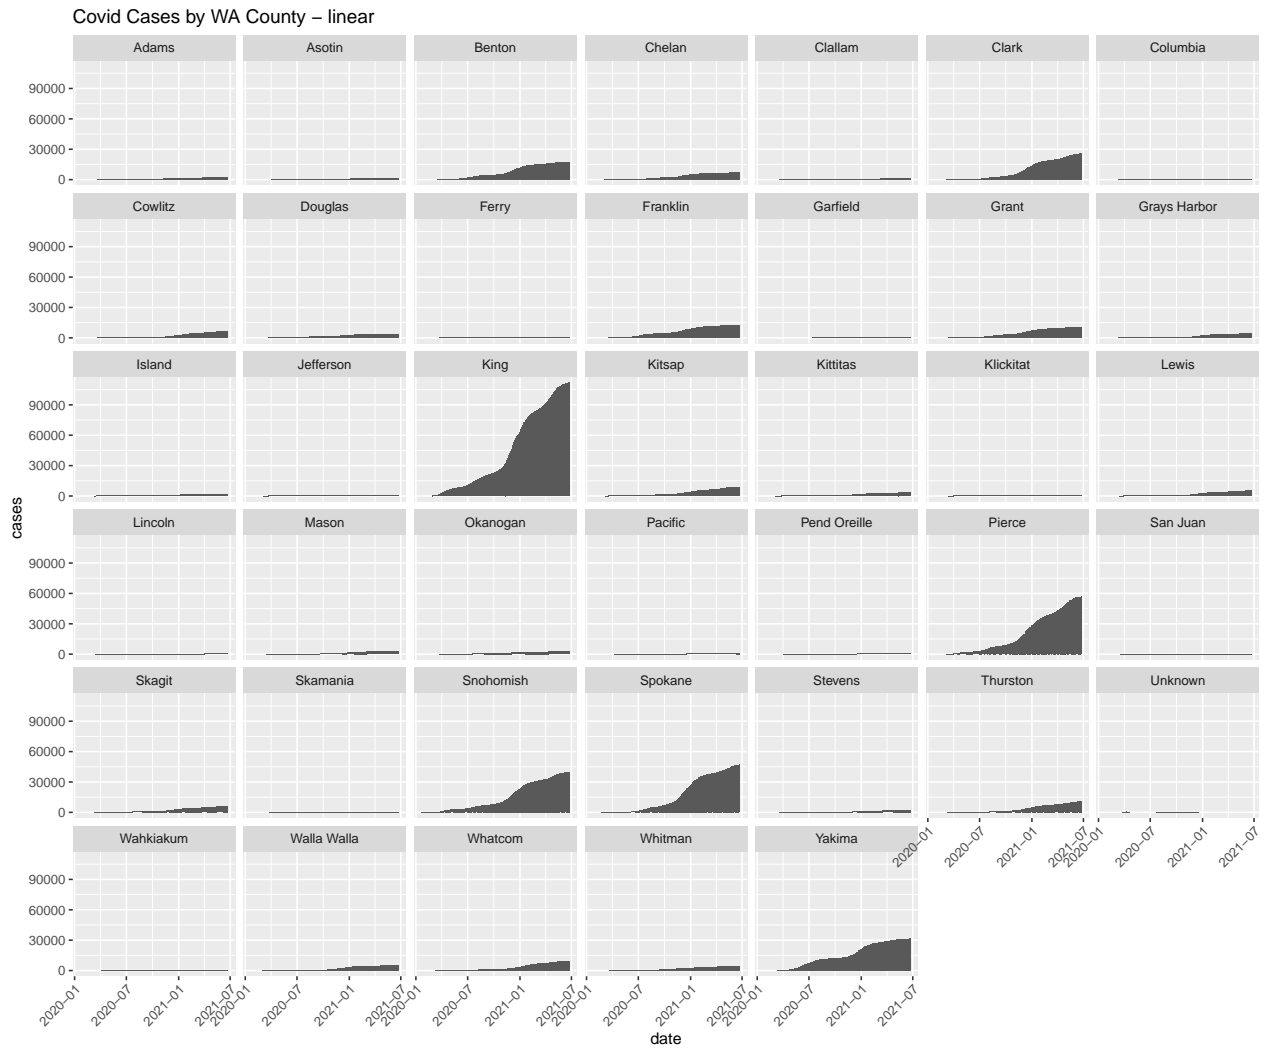 Covid Cases by WA County – linear
Adams Asotin Benton Chelan Clallam Clark Columbia
90000
60000
30000
0
Cowlitz Douglas Ferry Franklin Garfield Grant Grays Harbor
90000
60000
30000
0
Island Jefferson King Kitsap Kittitas Klickitat Lewis
90000
60000
30000
0
cases
Lincoln Mason Okanogan Pacific Pend Oreille Pierce San Juan
90000
60000
30000
0
Skagit Skamania Snohomish Spokane Stevens Thurston Unknown
90000
60000
30000
0
2020−01 2020−07 2021−01 2021−07 2020−01 2020−07 2021−01 2021−07
Wahkiakum Walla Walla Whatcom Whitman Yakima
90000
60000
30000
0
2020−01 2020−07 2021−01 2021−07 2020−01 2020−07 2021−01 2021−07 2020−01 2020−07 2021−01 2021−07 2020−01 2020−07 2021−01 2021−07 2020−01 2020−07 2021−01 2021−07
date